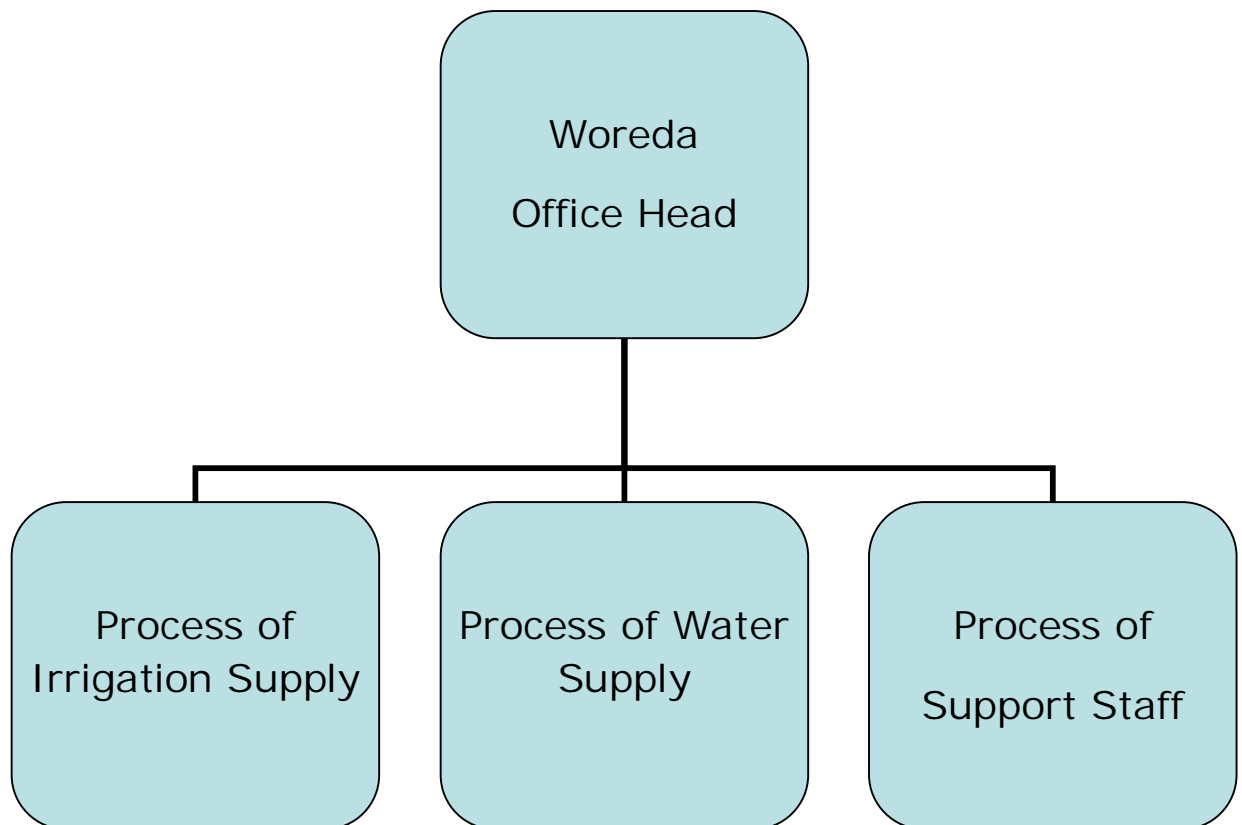 Woreda
Office Head
Process of
Irrigation Supply
Process of Water
Supply
Process of
Support Staff